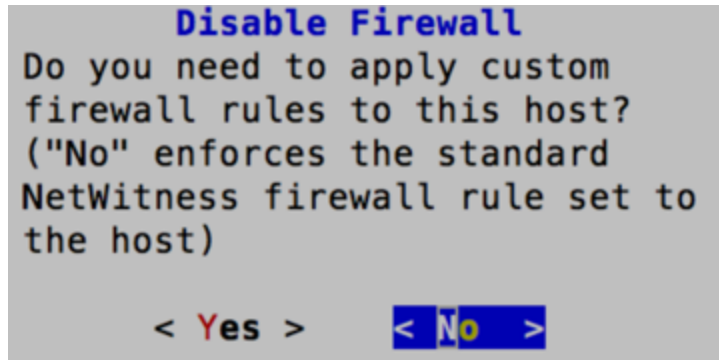 Disable Firewall
Do you need to apply custom
firewall rules to this host?
("No" enforces the standard
NetWitness firewall rule set to
the host)
< Yes > < No >